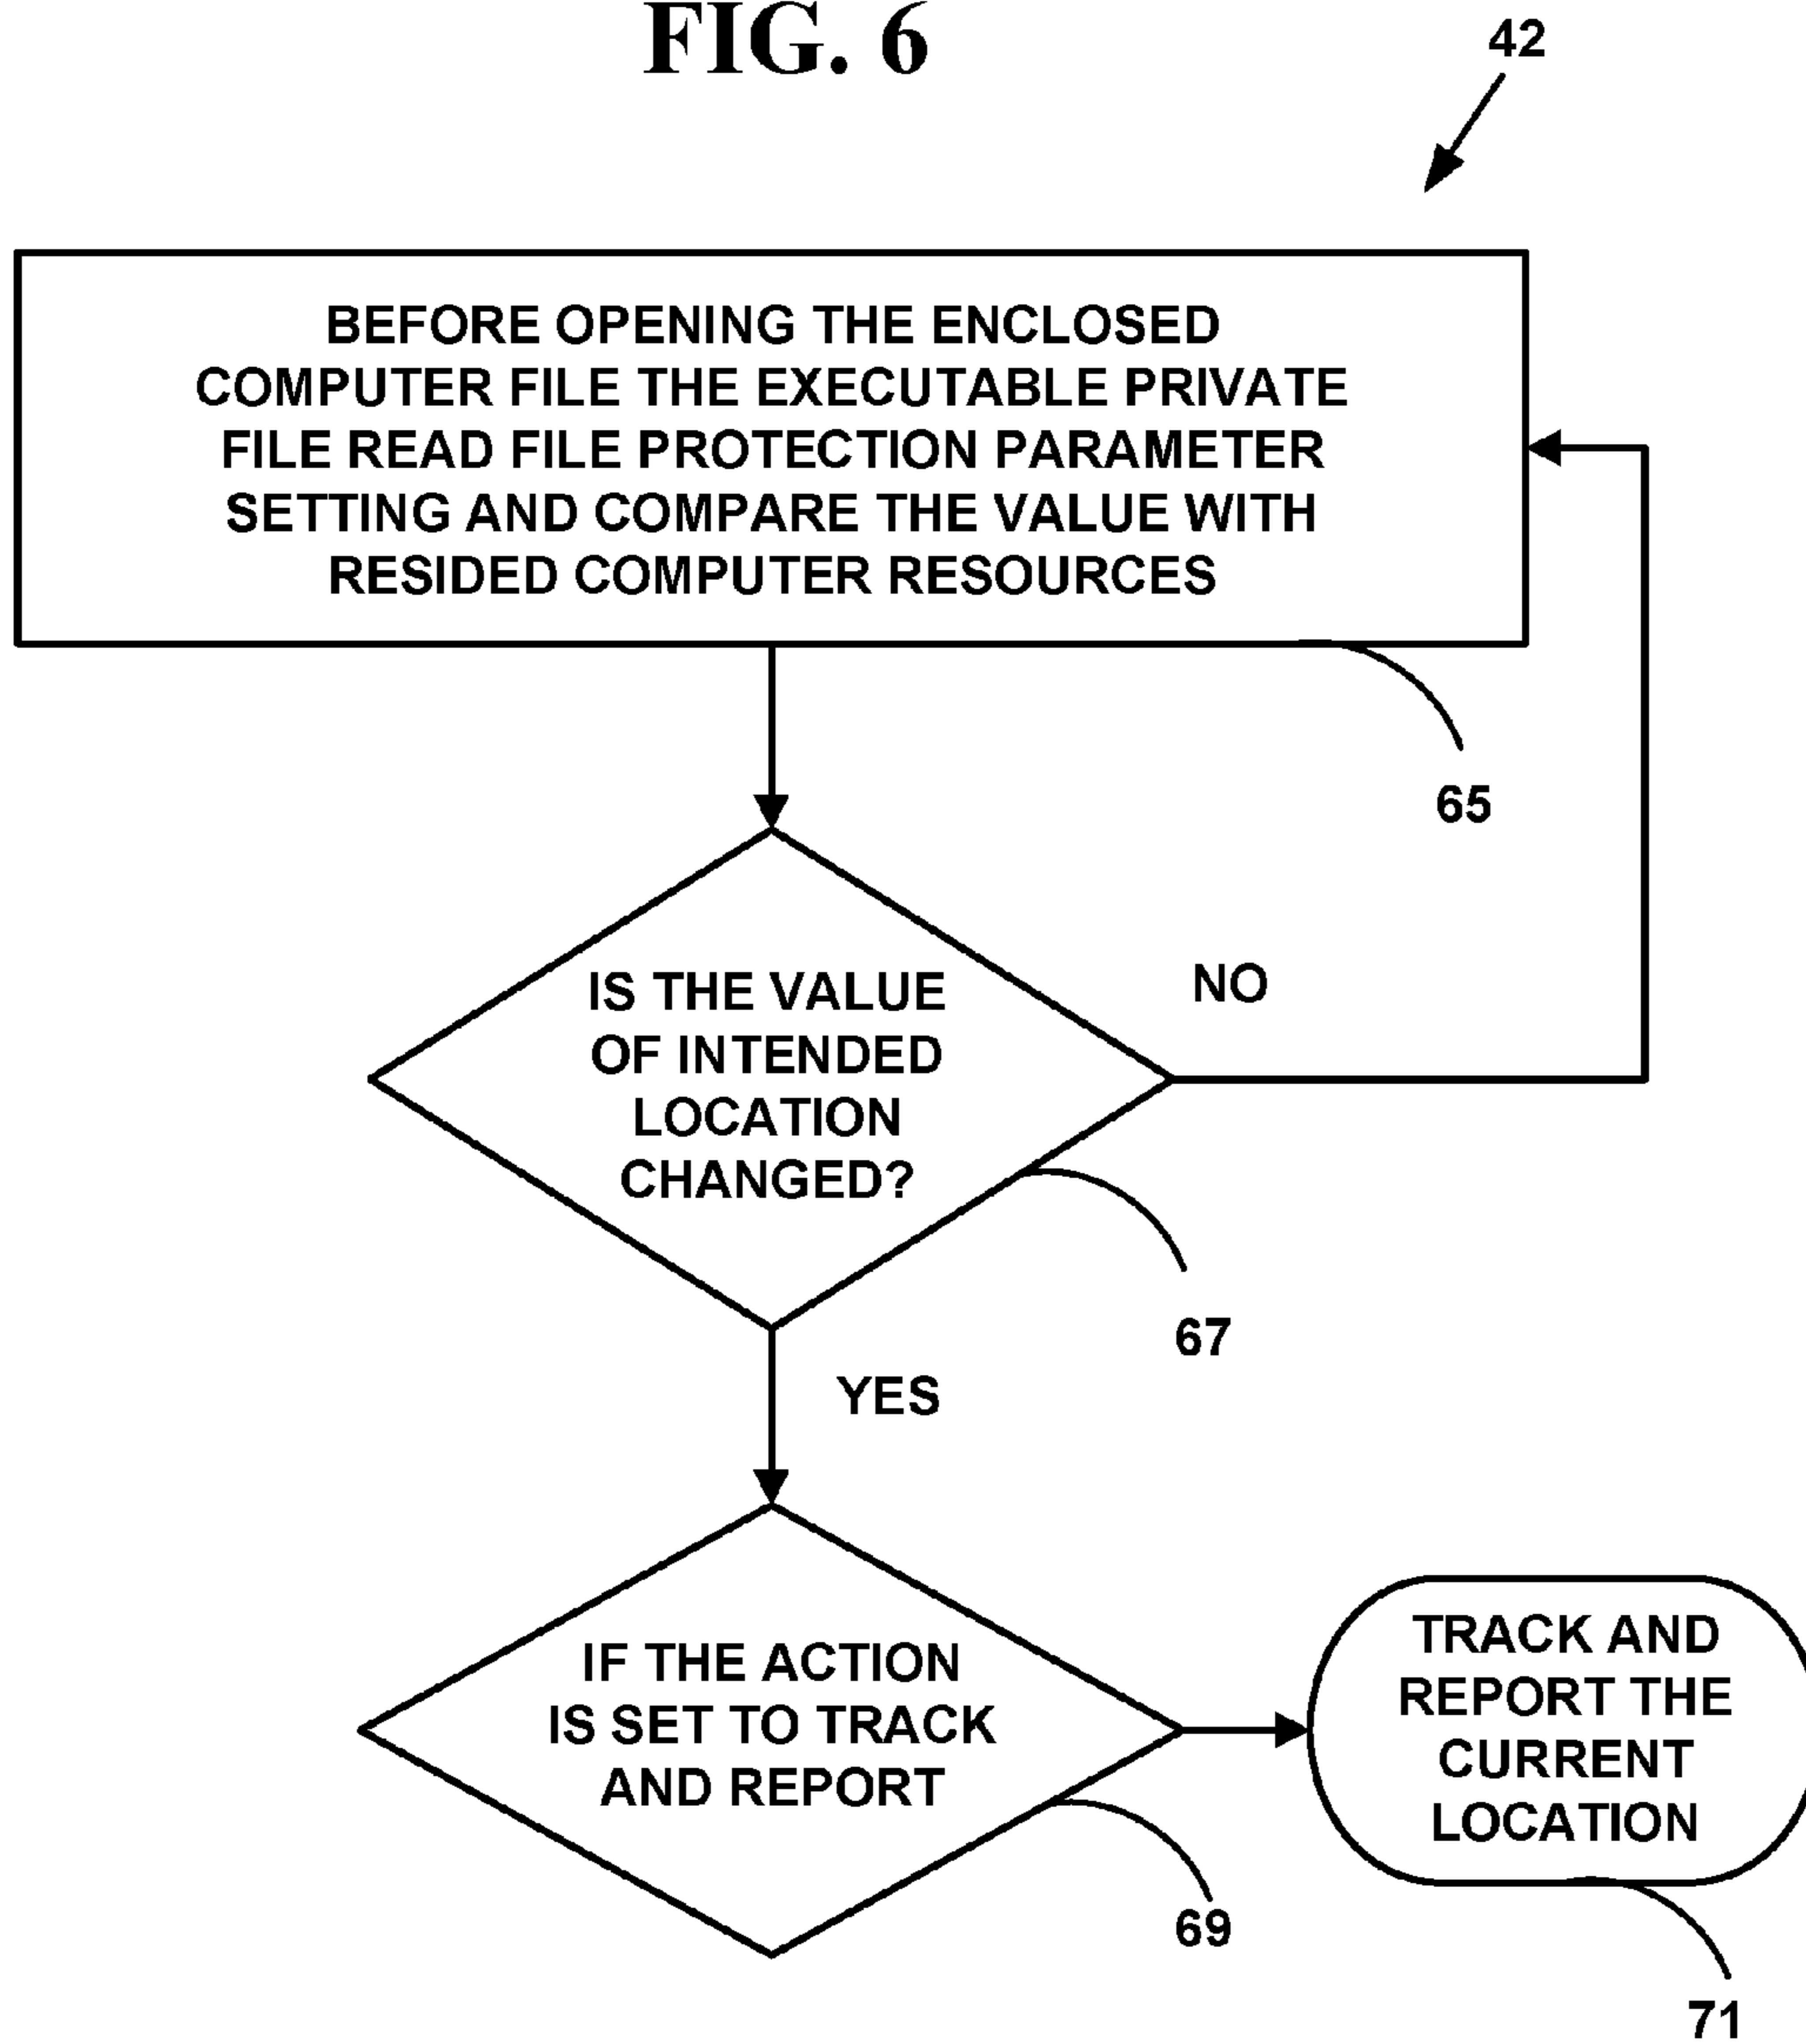 FIG. 6
42
BEFORE OPENING THE ENCLOSED
COMPUTER FILE THE EXECUTABLE PRIVATE
FILE READ FILE PROTECTION PARAMETER
SETTING AND COMPARE THE VALUE WITH
RESIDED COMPUTER RESOURCES
65
IS THE VALUE
OF INTENDED
LOCATION
CHANGED?
NO
67
YES
IF THE ACTION
IS SET TO TRACK
AND REPORT
69
TRACK AND
REPORT THE
CURRENT
LOCATION
71